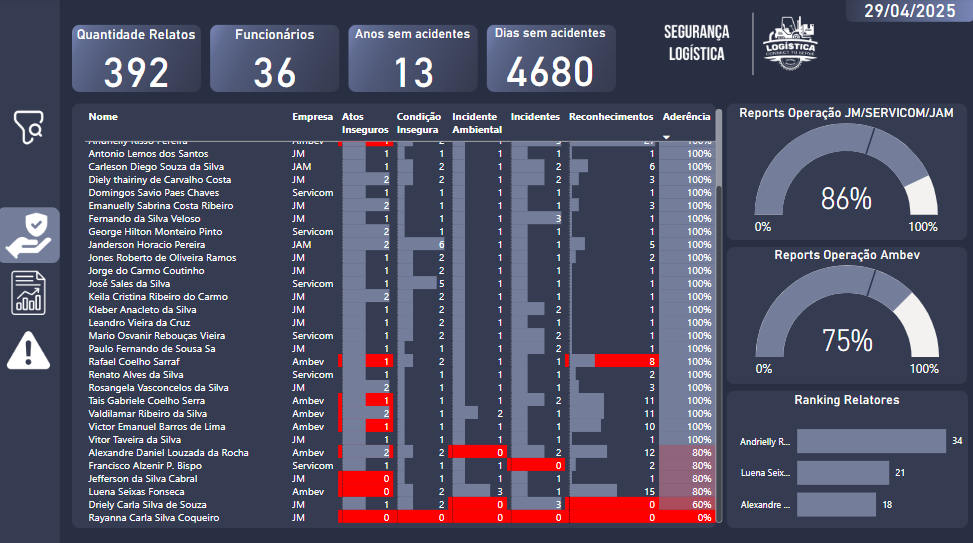 29/04/2025
Quantidade Relatos
392
Funcionários
36
Anos sem acidentes
13
Dias sem acidentes
4680
SEGURANÇA
LOGÍSTICA
LOGÍSTICA
CONNECT TO SERVE
Nome Empresa Atos Inseguros Condição Insegura Incidente Ambiental Incidentes Reconhecimentos Aderência
Andrielly Russo Pereira Ambev 1 2 1 3 27 100%
Antonio Lemos dos Santos JM 1 1 1 1 1 100%
Carleson Diego Souza da Silva JAM 1 2 1 2 6 100%
Diely thairiny de Carvalho Costa JM 2 2 1 2 3 100%
Domingos Savio Paes Chaves Servicom 1 1 1 1 1 100%
Emanuelly Sabrina Costa Ribeiro JM 2 1 1 1 3 100%
Fernando da Silva Veloso JM 1 1 1 3 1 100%
George Hilton Monteiro Pinto Servicom 2 1 1 1 1 100%
Janderson Horacio Pereira JAM 2 6 1 1 5 100%
Jones Roberto de Oliveira Ramos JM 1 1 1 1 2 100%
Jorge do Carmo Coutinho JM 1 1 1 1 1 100%
José Sales da Silva Servicom 1 5 1 1 1 100%
Keila Cristina Ribeiro do Carmo JM 2 1 1 1 1 100%
Kleber Anacleto da Silva JM 1 1 1 2 1 100%
Leandro Vieira da Cruz JM 1 1 1 1 1 100%
Mario Osvanir Rebouças Vieira Servicom 1 2 1 2 1 100%
Paulo Fernando de Sousa Sa JM 1 1 1 2 1 100%
Rafael Coelho Sarraf Ambev 1 2 1 1 8 100%
Renato Alves da Silva Servicom 1 1 1 1 2 100%
Rosangela Vasconcelos da Silva JM 2 1 1 1 3 100%
Tais Gabriele Coelho Serra Ambev 1 1 1 2 11 100%
Valdilamar Ribeiro da Silva Ambev 2 1 2 1 11 100%
Victor Emanuel Barros de Lima Ambev 1 1 1 1 10 100%
Vitor Taveira da Silva JM 1 1 1 1 1 100%
Alexandre Daniel Louzada da Rocha Ambev 2 2 0 2 12 80%
Francisco Alzenir P. Bispo Servicom 1 1 1 0 2 80%
Jefferson da Silva Cabral JM 0 1 1 1 1 80%
Luena Seixas Fonseca Ambev 0 2 3 1 15 80%
Driely Carla Silva de Souza JM 1 2 0 3 0 60%
Rayanna Carla Silva Coqueiro JM 0 0 0 0 0 0%
Reports Operação JM/SERVICOM/JAM
86%
0% 100%
Reports Operação Ambev
75%
0% 100%
Ranking Relatores
Andrielly R... 34
Luena Seix... 21
Alexandre ... 18